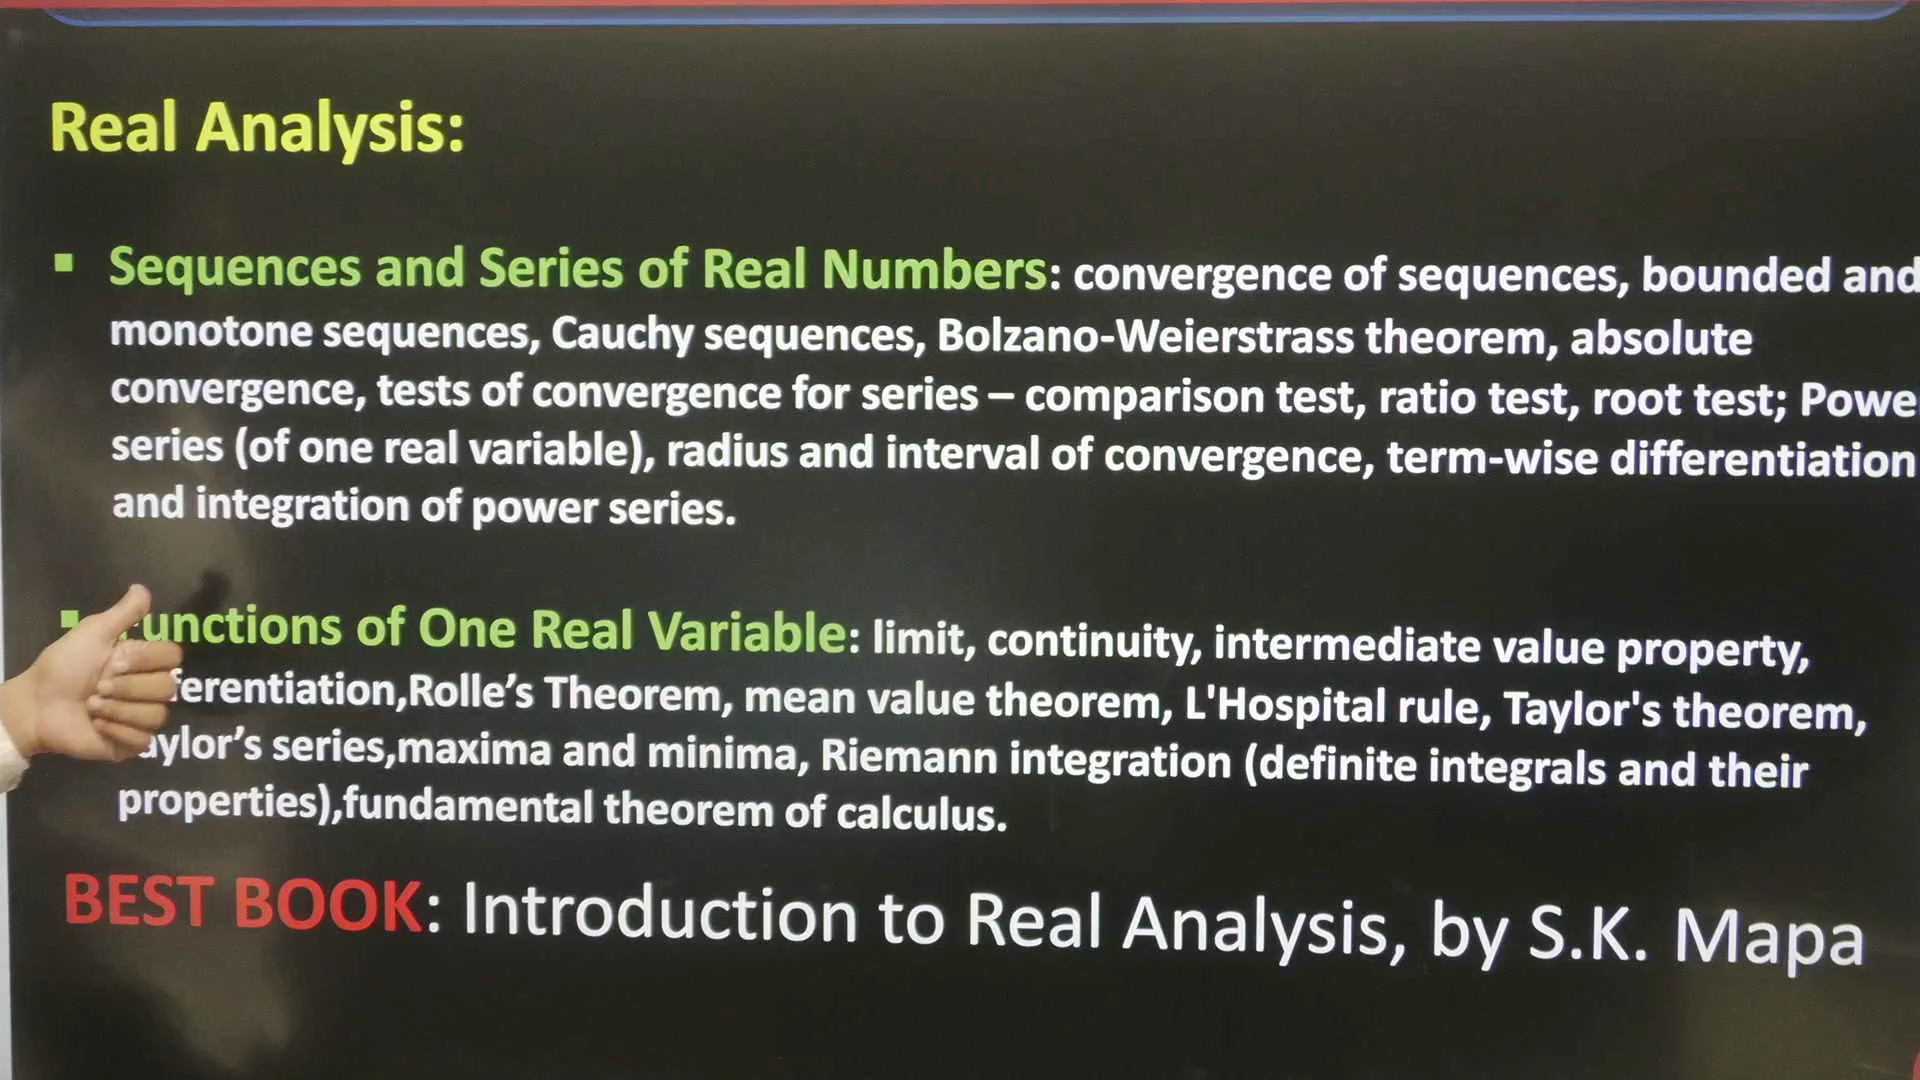 Real Analysis:
▪ Sequences and Series of Real Numbers: convergence of sequences, bounded and
monotone sequences, Cauchy sequences, Bolzano-Weierstrass theorem, absolute
convergence, tests of convergence for series – comparison test, ratio test, root test; Powe
series (of one real variable), radius and interval of convergence, term-wise differentiation
and integration of power series.
▪ unctions of One Real Variable: limit, continuity, intermediate value property,
ferentiation,Rolle’s Theorem, mean value theorem, L'Hospital rule, Taylor's theorem,
aylor’s series,maxima and minima, Riemann integration (definite integrals and their
properties),fundamental theorem of calculus.
BEST BOOK: Introduction to Real Analysis, by S.K. Mapa